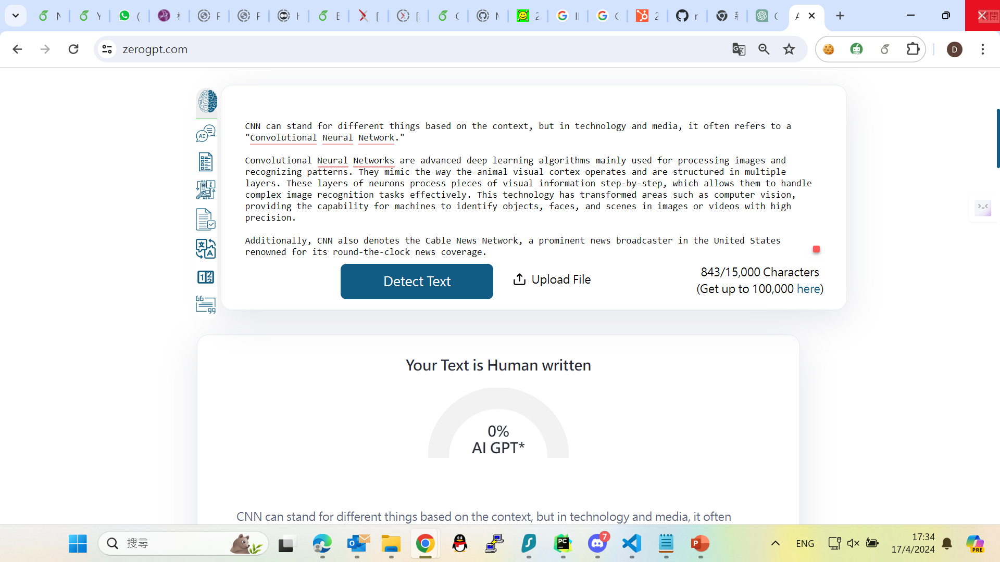 N
Y
(
F
F
H
E
[
[
C
N
2
II
C
2
r
C
A
關閉
zerogpt.com
D
CNN can stand for different things based on the context, but in technology and media, it often refers to a
"Convolutional Neural Network."
Convolutional Neural Networks are advanced deep learning algorithms mainly used for processing images and
recognizing patterns. They mimic the way the animal visual cortex operates and are structured in multiple
layers. These layers of neurons process pieces of visual information step-by-step, which allows them to handle
complex image recognition tasks effectively. This technology has transformed areas such as computer vision,
providing the capability for machines to identify objects, faces, and scenes in images or videos with high
precision.
Additionally, CNN also denotes the Cable News Network, a prominent news broadcaster in the United States
renowned for its round-the-clock news coverage.
Detect Text
Upload File
843/15,000 Characters
(Get up to 100,000 here)
Your Text is Human written
0%
AI GPT*
CNN can stand for different things based on the context, but in technology and media, it often
搜尋
7
ENG
17:34
17/4/2024
PRE